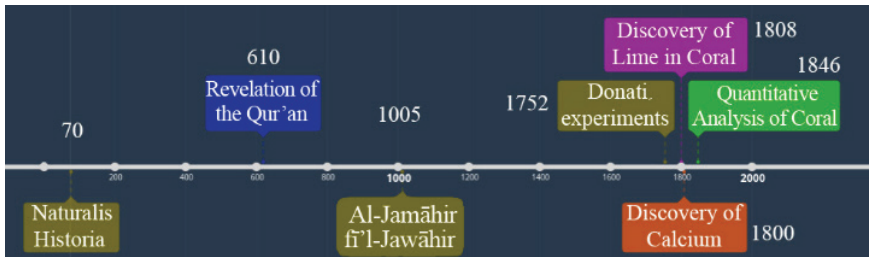 Discovery of
Lime in Coral
1808
610
1846
Revelation of
the Qur’an
1752
Donati.
experiments
Quantitative
Analysis of Coral
1005
70
200
400
600
800
1000
1200
1400
1600
1800
2000
Naturalis
Historia
Al-Jamāhir
fī’l-Jawāhir
Discovery of
Calcium
1800